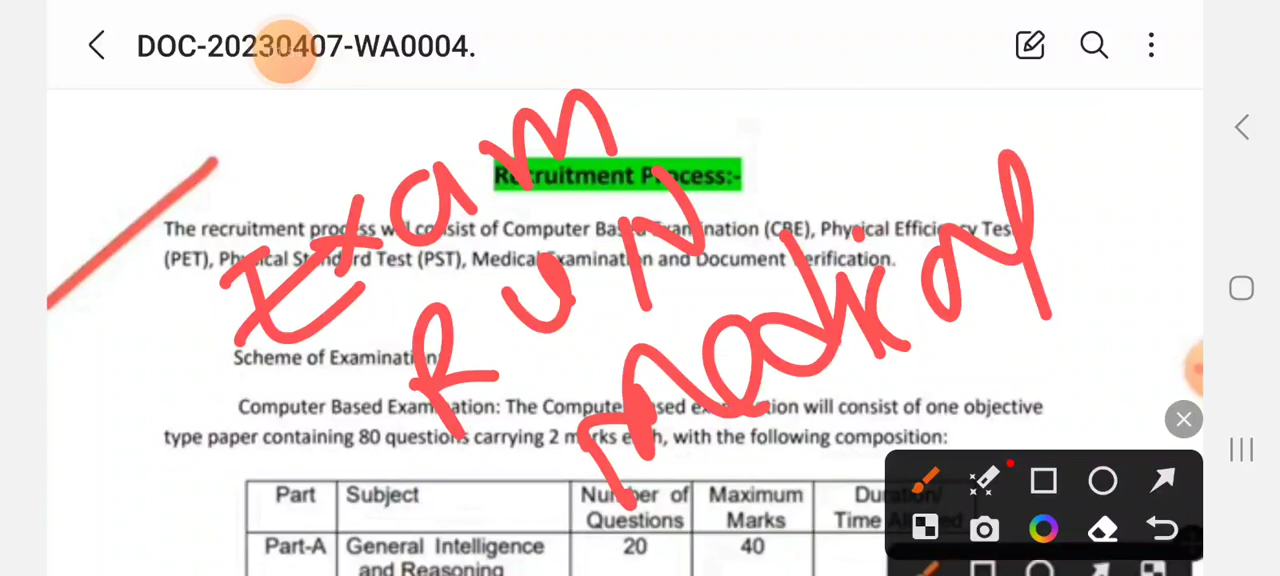 DOC-20230407-WA0004.
Recruitment Process:-
The recruitment process will consist of Computer Based Examination (CBE), Physical Efficiency Test
(PET), Physical Standard Test (PST), Medical Examination and Document Verification.
Exam
Run
Medical
Scheme of Examination
Computer Based Examination: The Computer Based examination will consist of one objective
type paper containing 80 questions carrying 2 marks each, with the following composition:
Part Subject Number of Maximum Duration/
Questions Marks Time Allowed
Part-A General Intelligence 20 40
and Reasoning